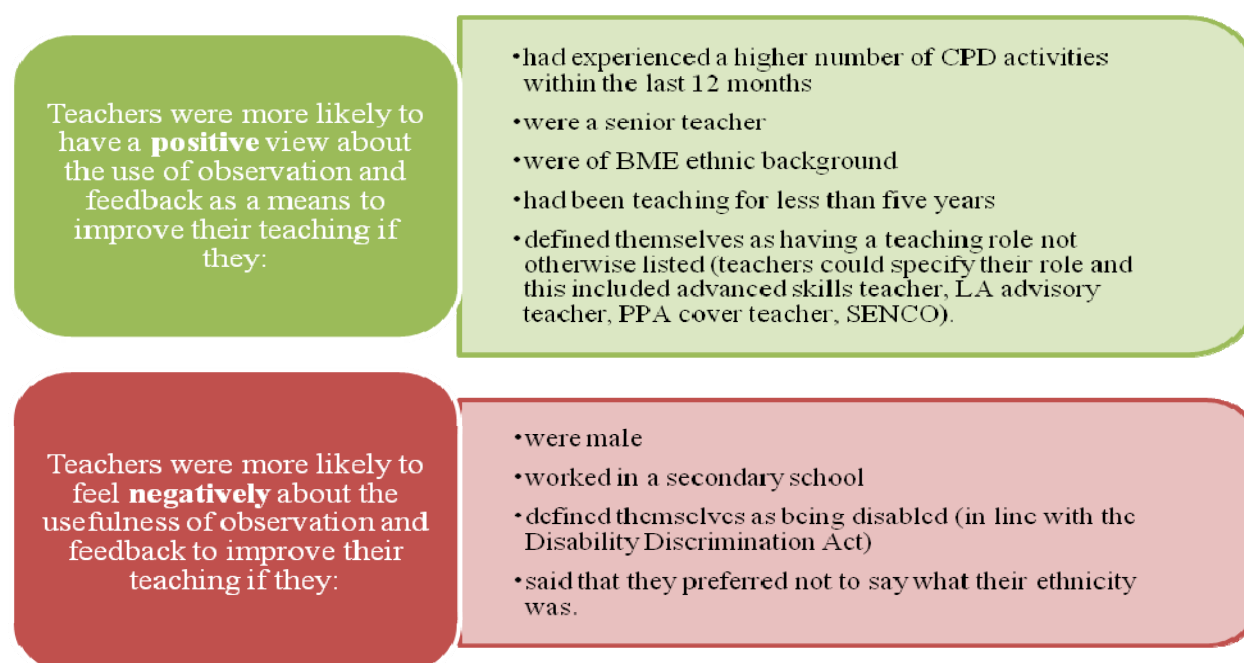 Teachers were more likely to
have a positive view about
the use of observation and
feedback as a means to
improve their teaching if
they:
•had experienced a higher number of CPD activities
within the last 12 months
•were a senior teacher
•were of BME ethnic background
•had been teaching for less than five years
•defined themselves as having a teaching role not
otherwise listed (teachers could specify their role and
this included advanced skills teacher, LA advisory
teacher, PPA cover teacher, SENCO).
Teachers were more likely to
feel negatively about the
usefulness of observation and
feedback to improve their
teaching if they:
•were male
•worked in a secondary school
•defined themselves as being disabled (in line with the
Disability Discrimination Act)
•said that they preferred not to say what their ethnicity
was.